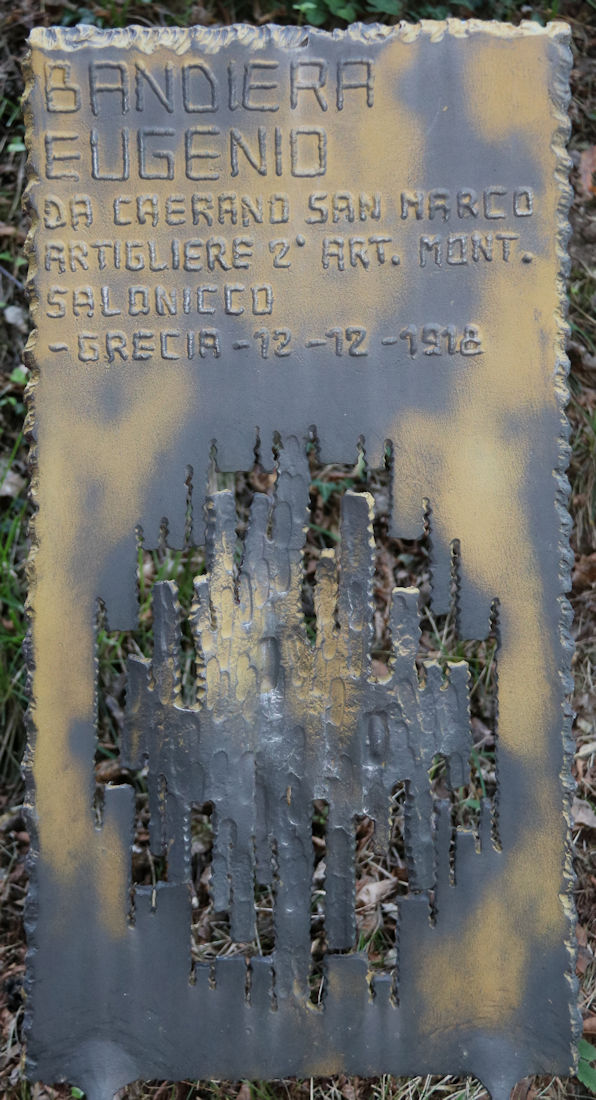 BANDIERA
EUGENIO
DA CAERANO SAN MARCO
ARTIGLIERE 2° ART. MONT.
SALONICCO
-GRECIA-12-12-1918